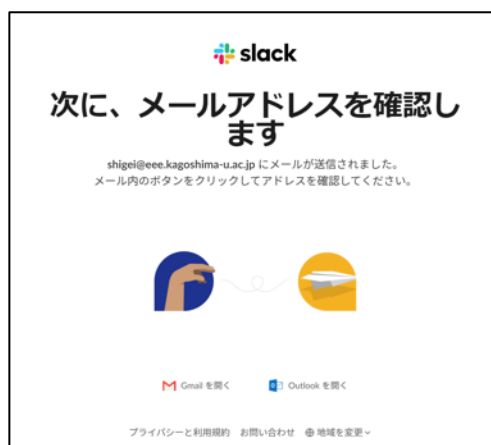 slack
次に、メールアドレスを確認し
ます
shigei@eee.kagoshima-u.ac.jp にメールが送信されました。
メール内のボタンをクリックしてアドレスを確認してください。
Gmail を開く Outlook を開く
プライバシーと利用規約 お問い合わせ 地域を変更